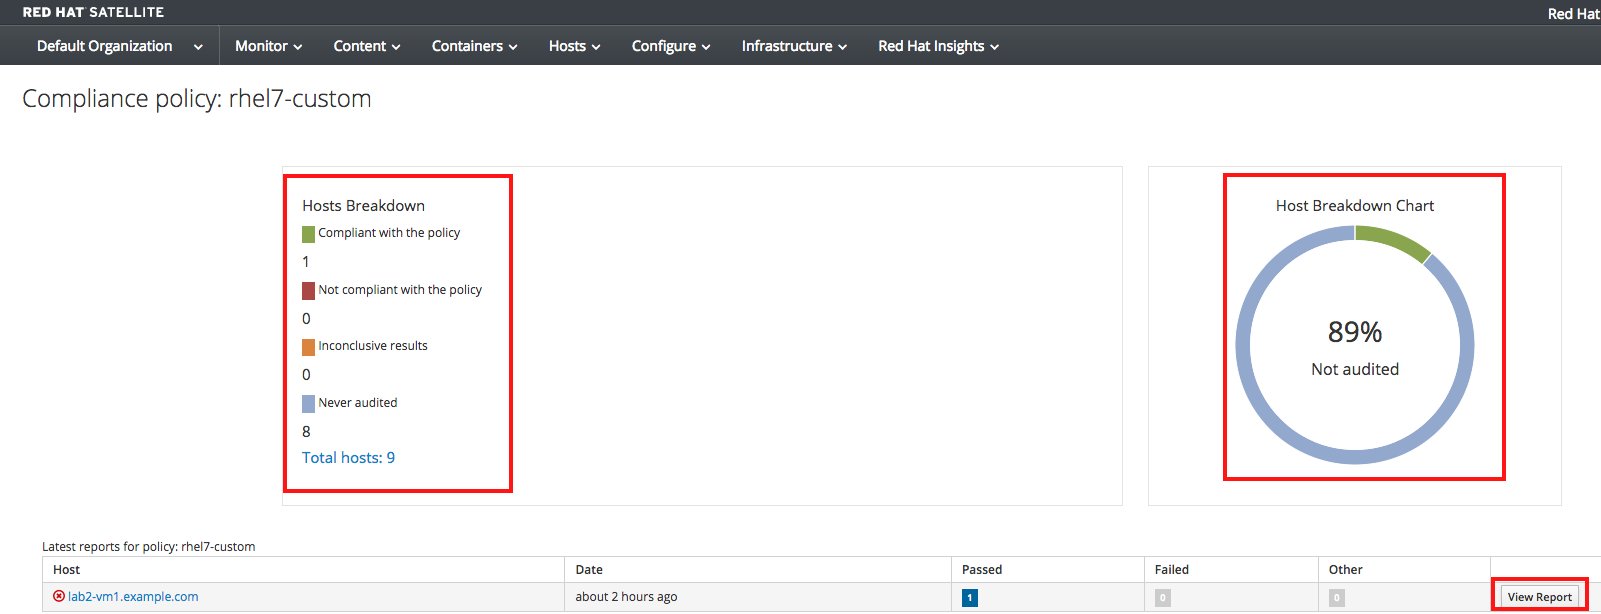 RED HAT SATELLITE
Red Hat
Default Organization Monitor Content Containers Hosts Configure Infrastructure Red Hat Insights
Compliance policy: rhel7-custom
Hosts Breakdown
Compliant with the policy
1
Not compliant with the policy
0
Inconclusive results
0
Never audited
8
Total hosts: 9
Host Breakdown Chart
89%
Not audited
Latest reports for policy: rhel7-custom
Host Date Passed Failed Other
lab2-vm1.example.com about 2 hours ago 1 0 0 View Report